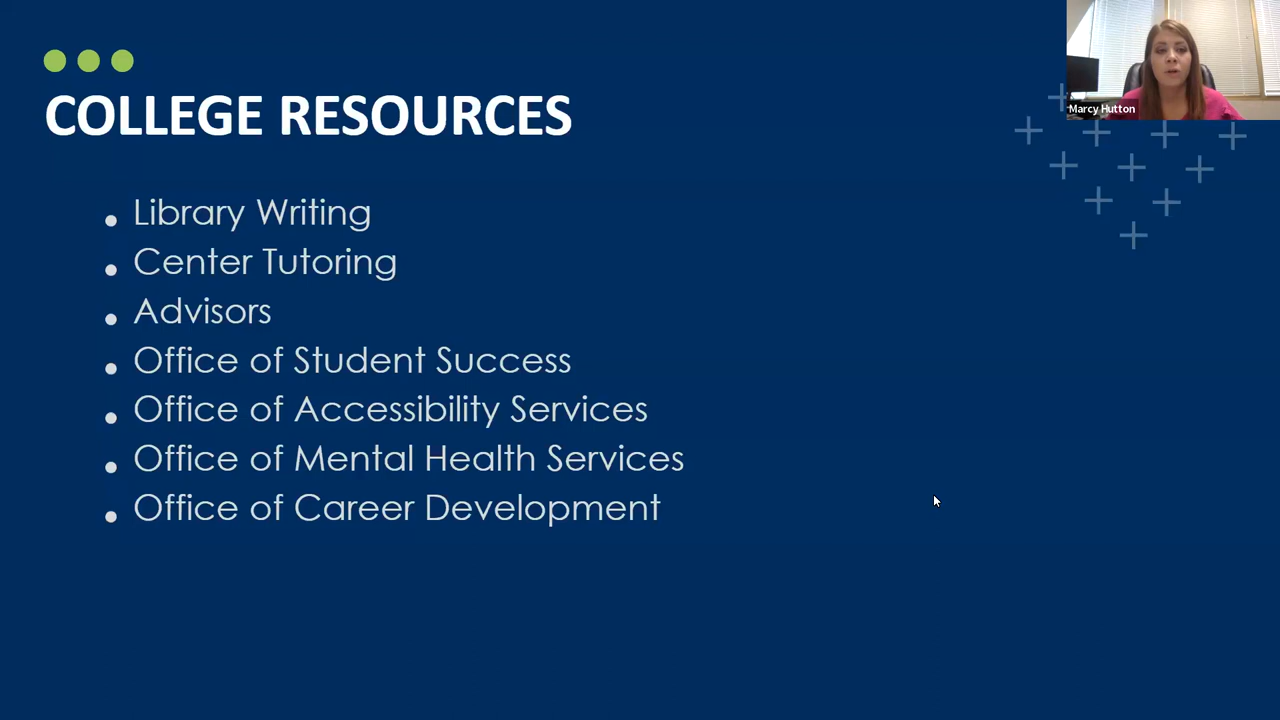 COLLEGE RESOURCES
Marcy Hutton
Library Writing
Center Tutoring
Advisors
Office of Student Success
Office of Accessibility Services
Office of Mental Health Services
Office of Career Development